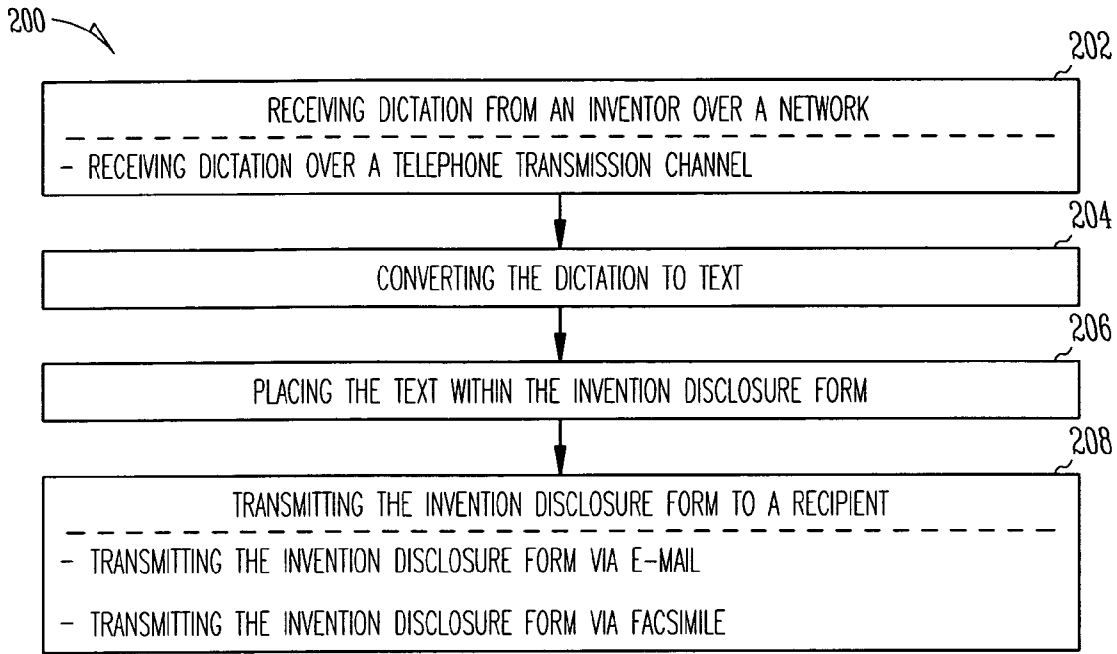 200
202
RECEIVING DICTATION FROM AN INVENTOR OVER A NETWORK
- RECEIVING DICTATION OVER A TELEPHONE TRANSMISSION CHANNEL
204
CONVERTING THE DICTATION TO TEXT
206
PLACING THE TEXT WITHIN THE INVENTION DISCLOSURE FORM
208
TRANSMITTING THE INVENTION DISCLOSURE FORM TO A RECIPIENT
- TRANSMITTING THE INVENTION DISCLOSURE FORM VIA E-MAIL
- TRANSMITTING THE INVENTION DISCLOSURE FORM VIA FACSIMILE